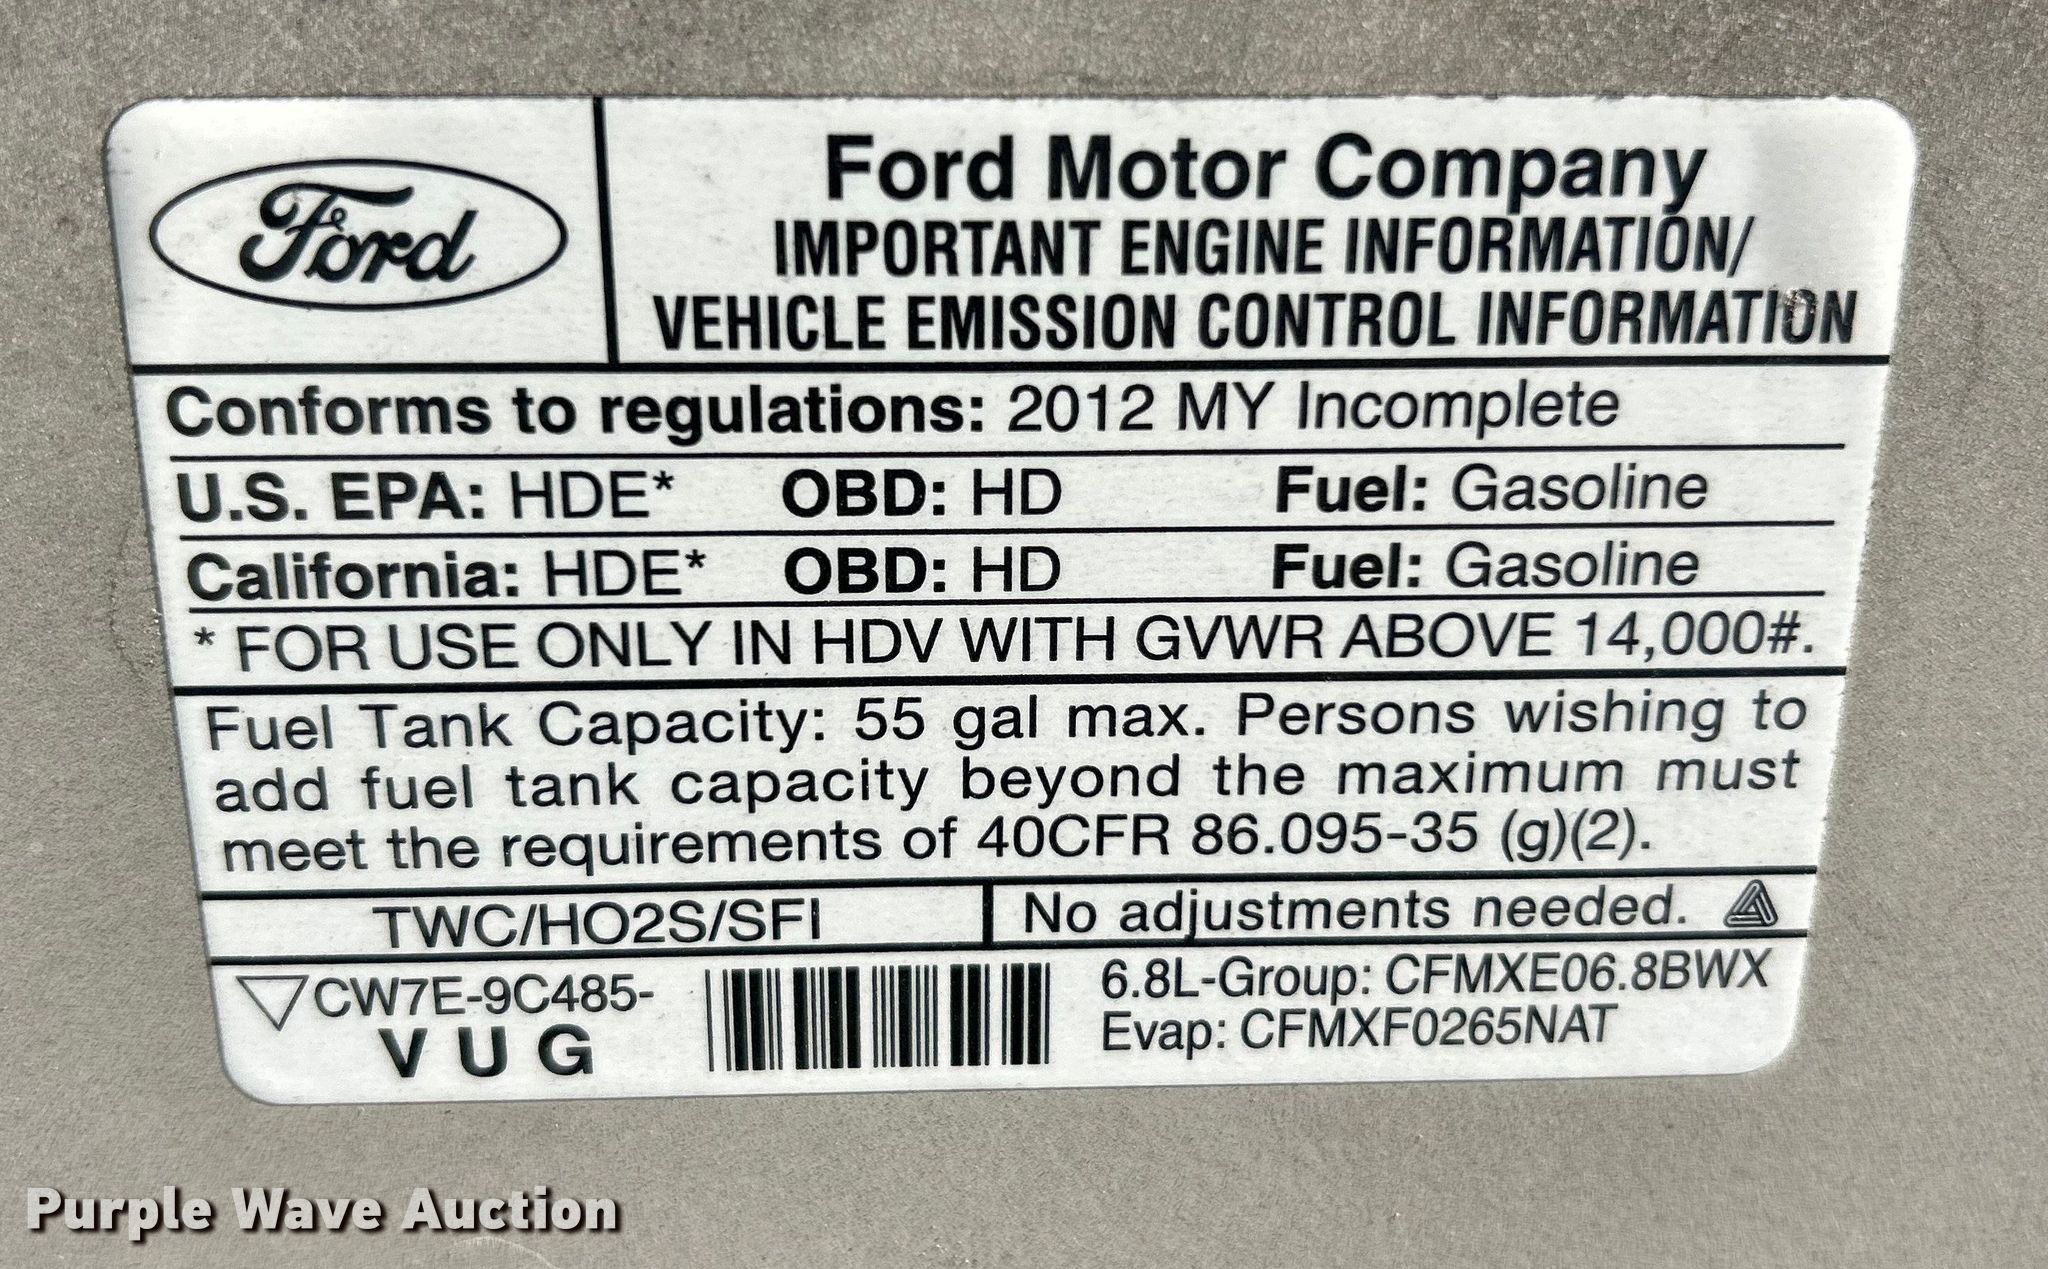 Ford
Ford Motor Company
IMPORTANT ENGINE INFORMATION/
VEHICLE EMISSION CONTROL INFORMATION
Conforms to regulations: 2012 MY Incomplete
U.S. EPA: HDE* OBD: HD Fuel: Gasoline
California: HDE* OBD: HD Fuel: Gasoline
* FOR USE ONLY IN HDV WITH GVWR ABOVE 14,000#.
Fuel Tank Capacity: 55 gal max. Persons wishing to
add fuel tank capacity beyond the maximum must
meet the requirements of 40CFR 86.095-35 (g)(2).
TWC/HO2S/SFI
No adjustments needed.
CW7E-9C485-
V U G
6.8L-Group: CFMXE06.8BWX
Evap: CFMXF0265NAT
Purple Wave Auction